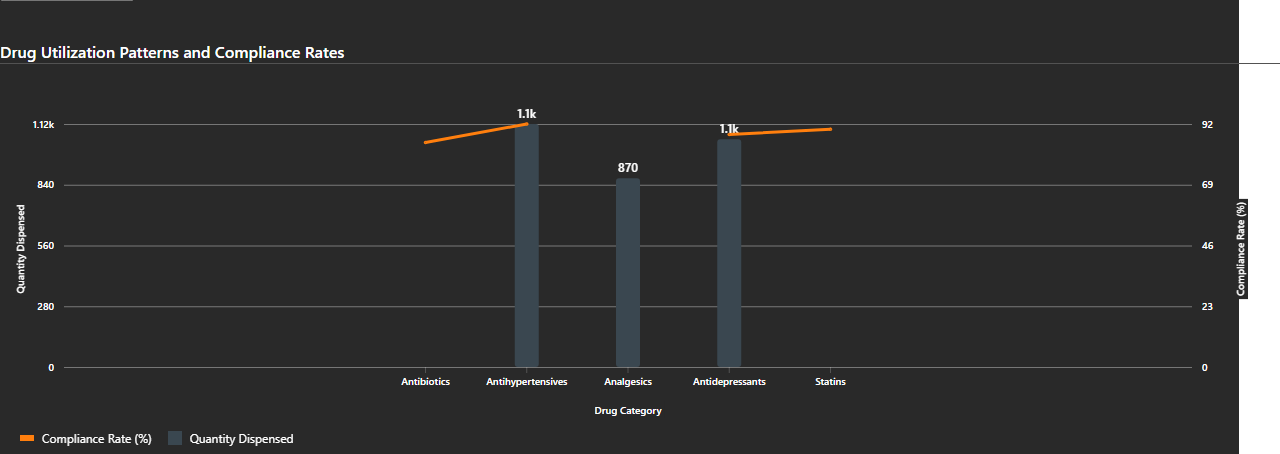 Drug Utilization Patterns and Compliance Rates
1.12k
840
560
280
0
Quantity Dispensed
1.1k
870
1.1k
92
69
46
23
0
Compliance Rate (%)
Antibiotics
Antihypertensives
Analgesics
Antidepressants
Statins
Drug Category
Compliance Rate (%)
Quantity Dispensed